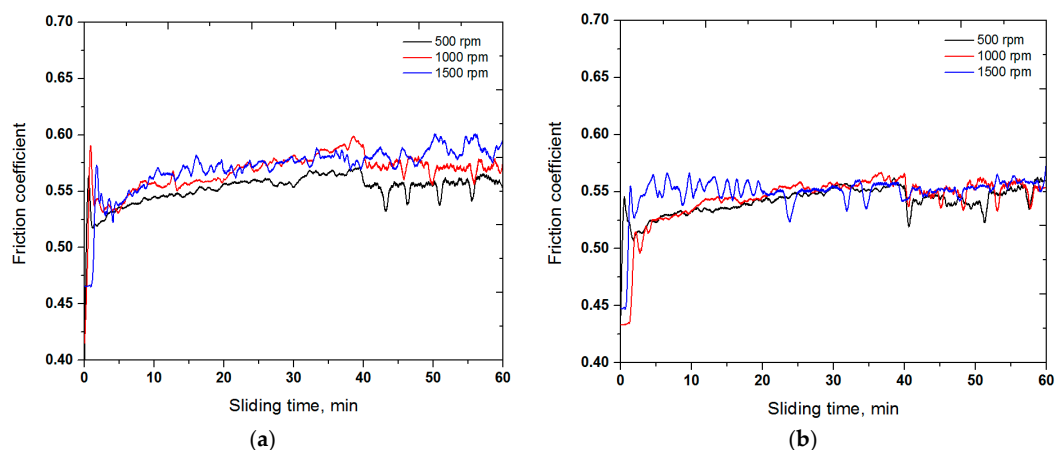 0.70
0.65
0.60
0.55
0.50
0.45
0.40
Friction coefficient
500 rpm
1000 rpm
1500 rpm
0 10 20 30 40 50 60
Sliding time, min
(a)
0.70
0.65
0.60
0.55
0.50
0.45
0.40
Friction coefficient
500 rpm
1000 rpm
1500 rpm
0 10 20 30 40 50 60
Sliding time, min
(b)